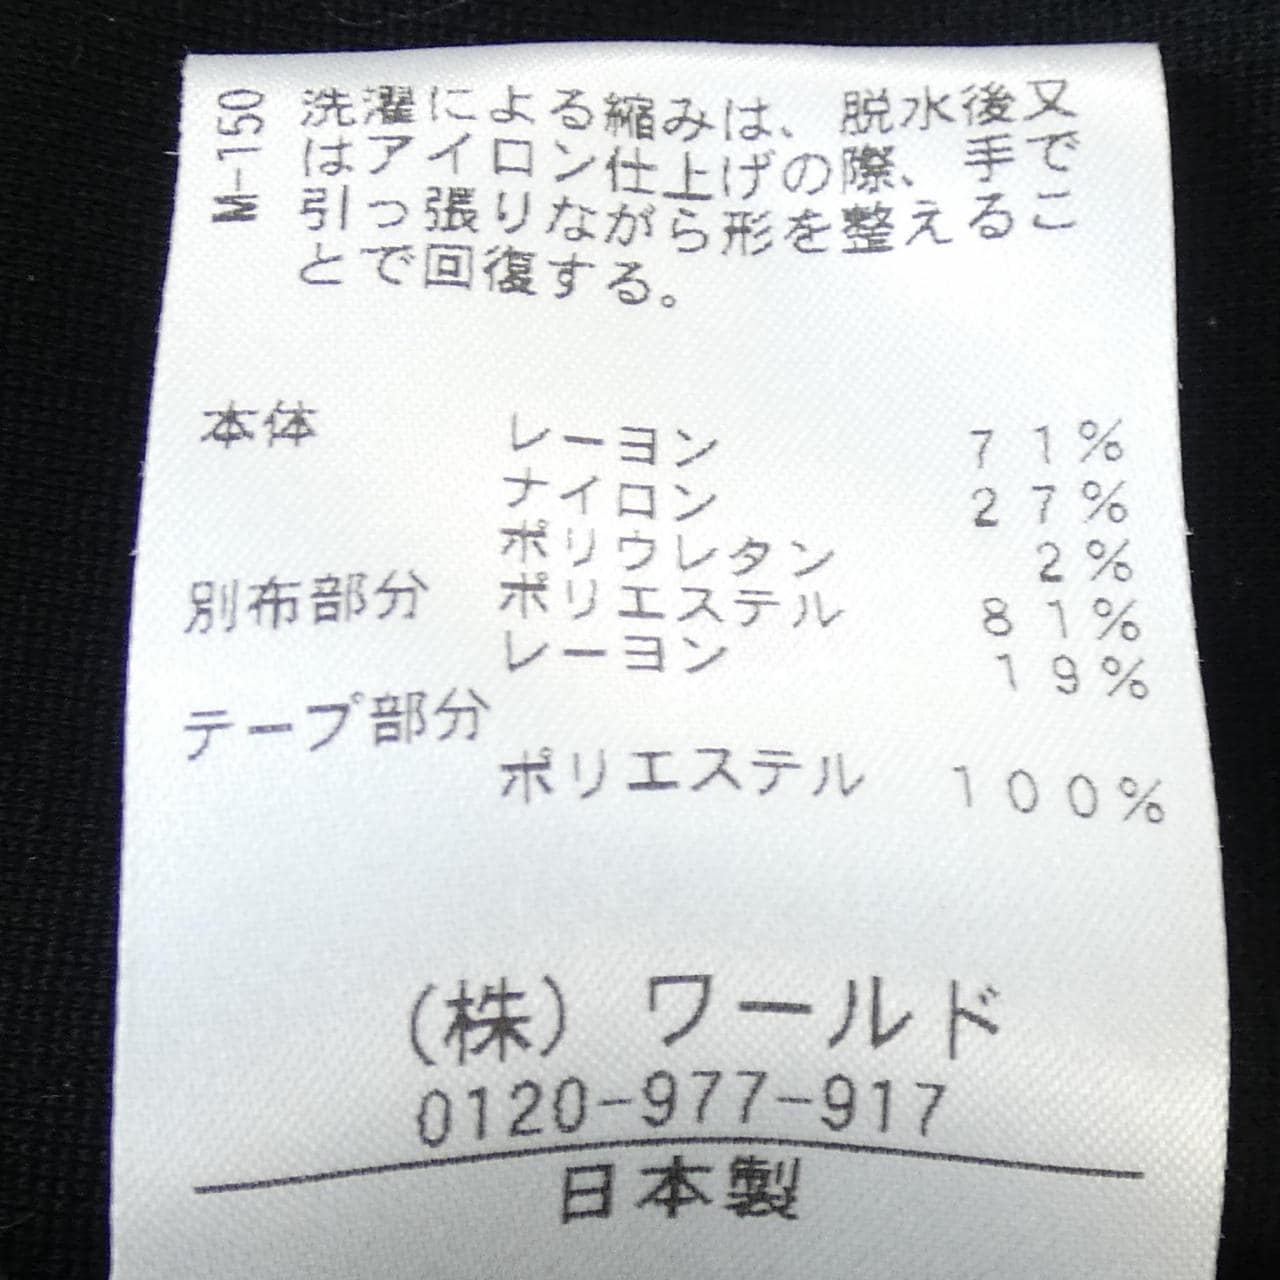 M-150
洗濯による縮みは、脱水後又
はアイロン仕上げの際、手で
引っ張りながら形を整えるこ
とで回復する。
本体 レーヨン 71%
ナイロン 27%
ポリウレタン 2%
別布部分 ポリエステル 81%
レーヨン 19%
テープ部分
ポリエステル 100%
(株) ワールド
0120-977-917
日本製